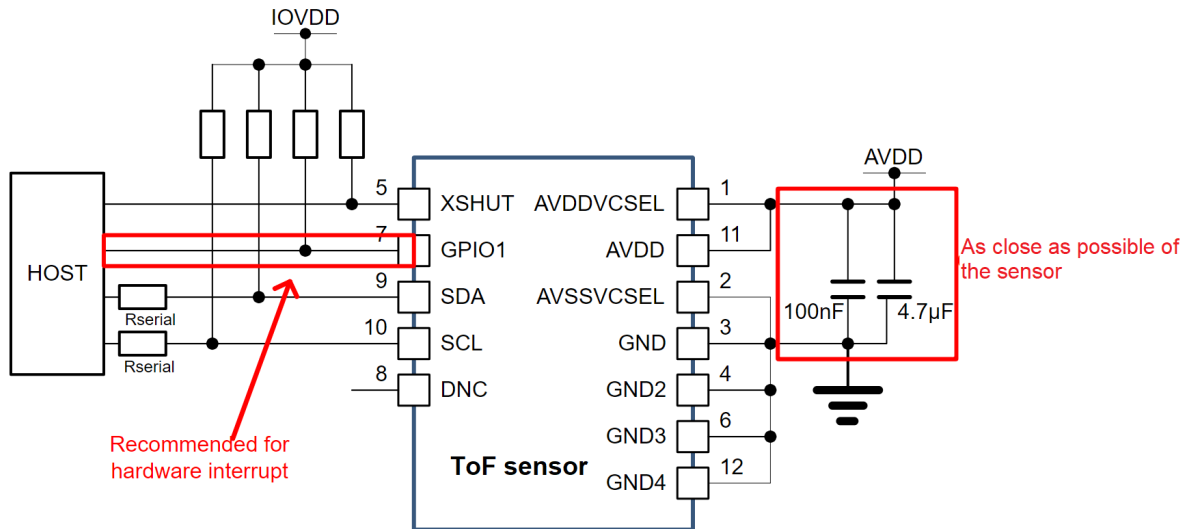 IOVDD
AVDD
5
XSHUT
AVDDVCSEL
1
7
GPIO1
AVDD
11
As close as possible of
the sensor
HOST
9
SDA
AVSSVCSEL
2
100nF
4.7µF
Rserial
10
SCL
GND
3
Rserial
8
DNC
GND2
4
GND3
6
Recommended for
hardware interrupt
ToF sensor
GND4
12